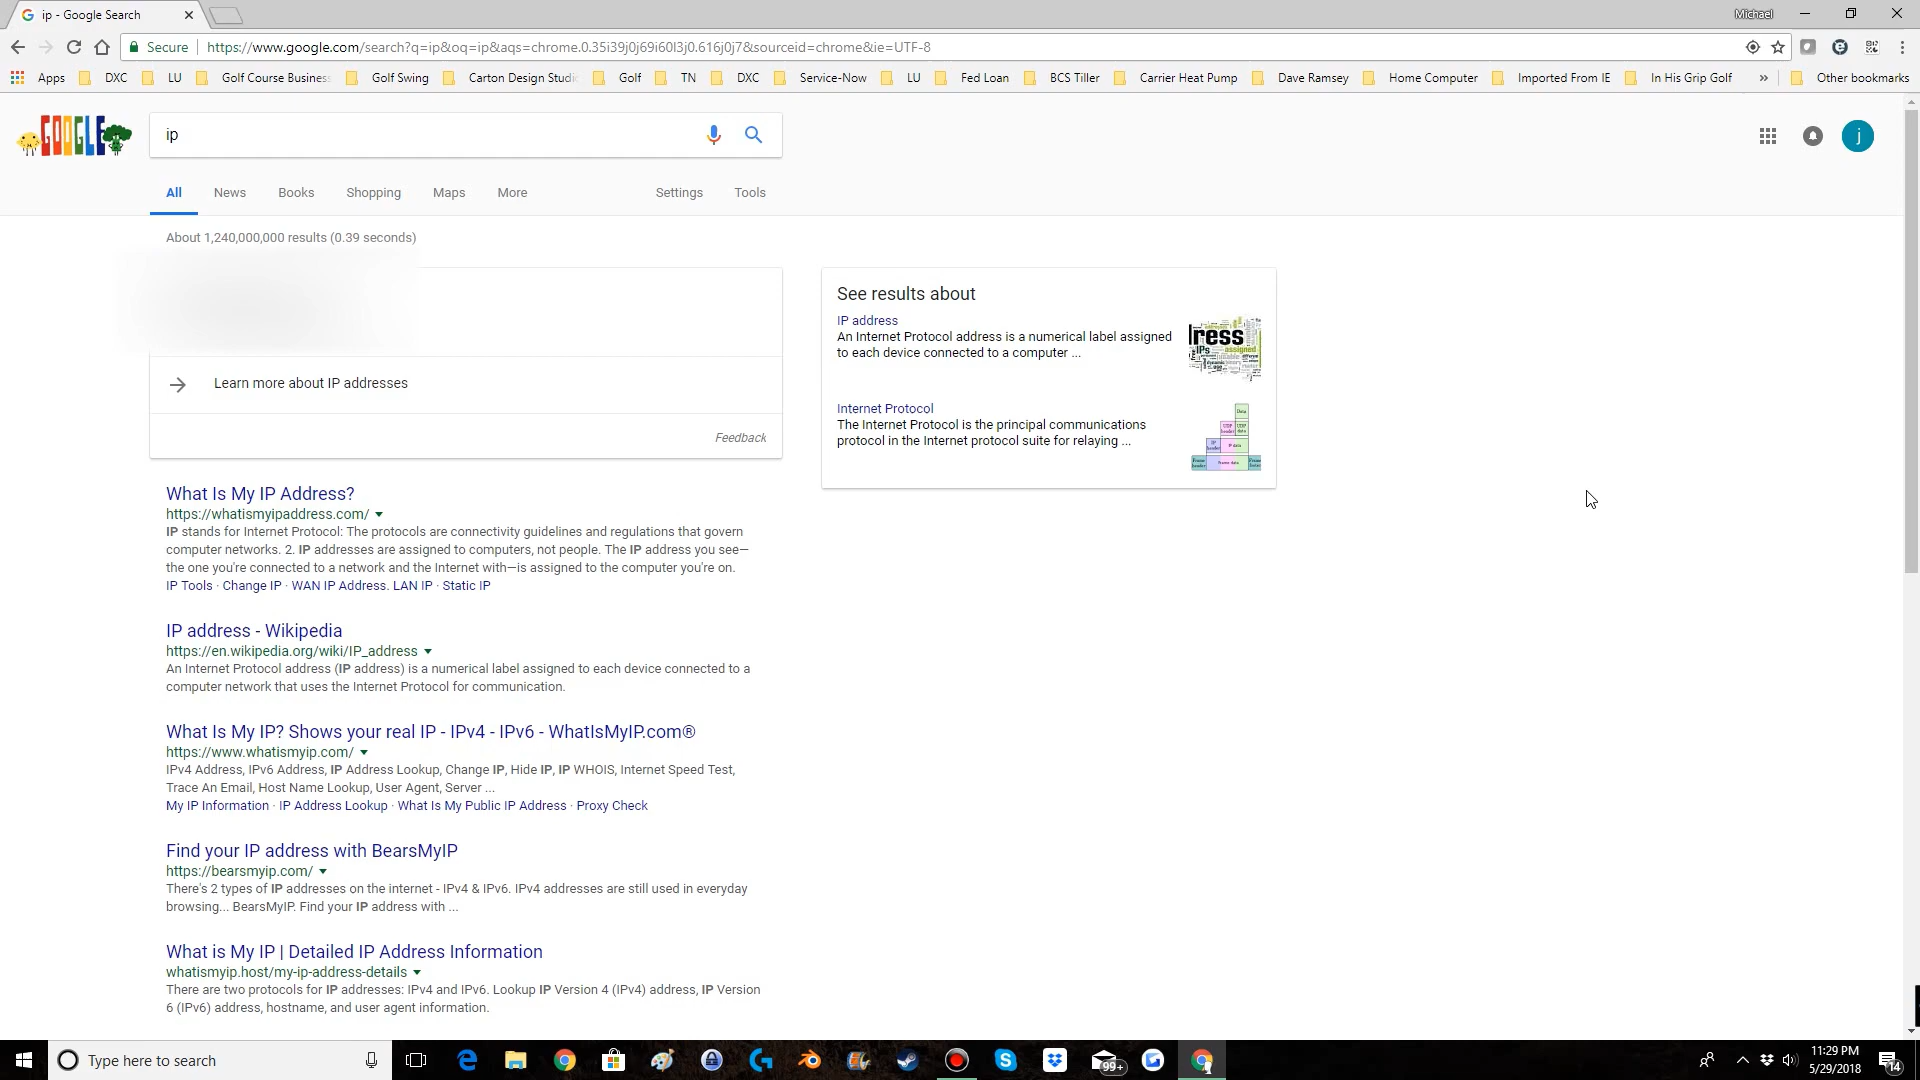 ip - Google Search
Michael
Secure https://www.google.com/search?q=ip&oq=ip&aqs=chrome.0.35i39j0j69i60l3j0.616j0j7&sourceid=chrome&ie=UTF-8
Apps DXC LU Golf Course Business Golf Swing Carton Design Studi Golf TN DXC Service-Now LU Fed Loan BCS Tiller Carrier Heat Pump Dave Ramsey Home Computer Imported From IE In His Grip Golf » Other bookmarks
GOOGLE
ip
j
All News Books Shopping Maps More Settings Tools
About 1,240,000,000 results (0.39 seconds)
Learn more about IP addresses
Feedback
See results about
IP address
An Internet Protocol address is a numerical label assigned
to each device connected to a computer ...
Internet Protocol
The Internet Protocol is the principal communications
protocol in the Internet protocol suite for relaying ...
What Is My IP Address?
https://whatismyipaddress.com/
IP stands for Internet Protocol: The protocols are connectivity guidelines and regulations that govern
computer networks. 2. IP addresses are assigned to computers, not people. The IP address you see—
the one you're connected to a network and the Internet with—is assigned to the computer you're on.
IP Tools · Change IP · WAN IP Address. LAN IP · Static IP
IP address - Wikipedia
https://en.wikipedia.org/wiki/IP_address
An Internet Protocol address (IP address) is a numerical label assigned to each device connected to a
computer network that uses the Internet Protocol for communication.
What Is My IP? Shows your real IP - IPv4 - IPv6 - WhatIsMyIP.com®
https://www.whatismyip.com/
IPv4 Address, IPv6 Address, IP Address Lookup, Change IP, Hide IP, IP WHOIS, Internet Speed Test,
Trace An Email, Host Name Lookup, User Agent, Server ...
My IP Information · IP Address Lookup · What Is My Public IP Address · Proxy Check
Find your IP address with BearsMyIP
https://bearsmyip.com/
There's 2 types of IP addresses on the internet - IPv4 & IPv6. IPv4 addresses are still used in everyday
browsing... BearsMyIP. Find your IP address with ...
What is My IP | Detailed IP Address Information
whatismyip.host/my-ip-address-details
There are two protocols for IP addresses: IPv4 and IPv6. Lookup IP Version 4 (IPv4) address, IP Version
6 (IPv6) address, hostname, and user agent information.
Type here to search
99+
11:29 PM
5/29/2018
14